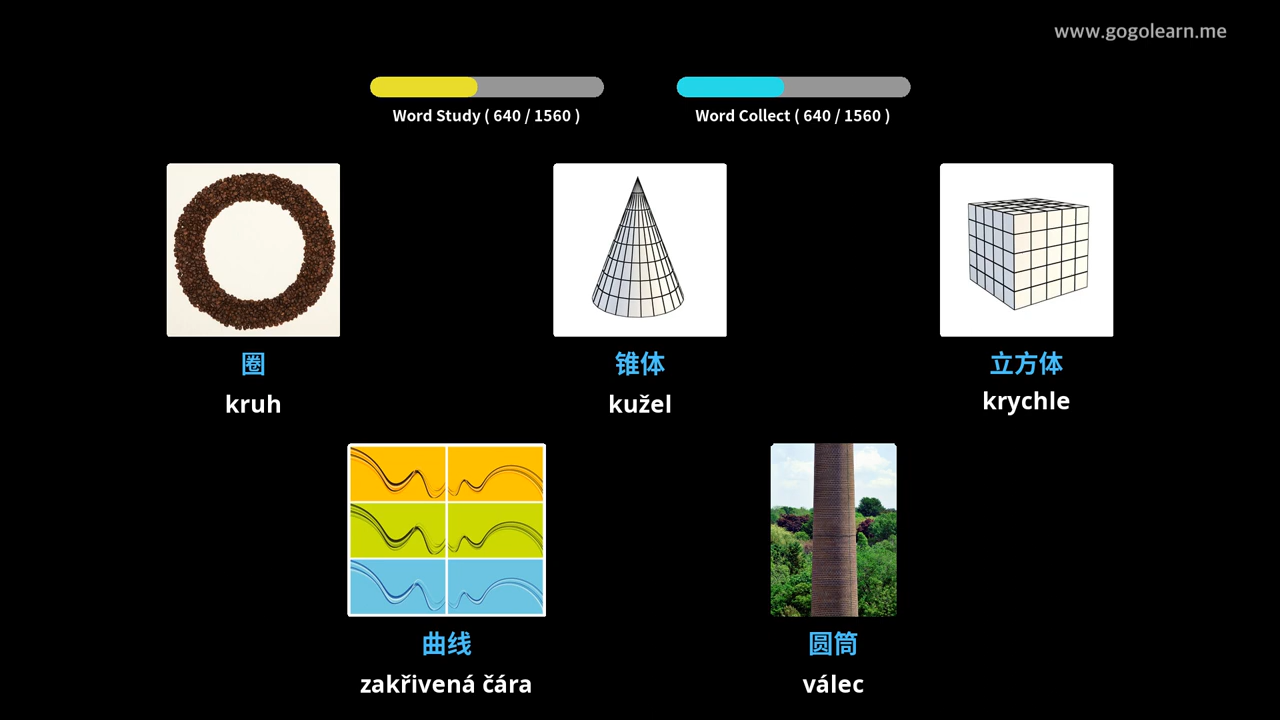 www.gogolearn.me
Word Study ( 640 / 1560 )
Word Collect ( 640 / 1560 )
圈
锥体
立方体
kruh
kužel
krychle
曲线
圆筒
zakřivená čára
válec